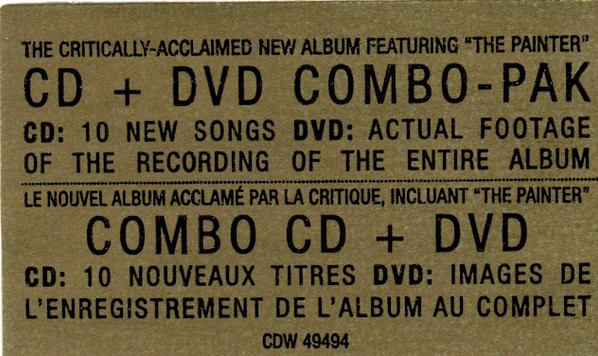 THE CRITICALLY-ACCLAIMED NEW ALBUM FEATURING "THE PAINTER"
CD + DVD COMBO-PAK
CD: 10 NEW SONGS DVD: ACTUAL FOOTAGE
OF THE RECORDING OF THE ENTIRE ALBUM
LE NOUVEL ALBUM ACCLAMÉ PAR LA CRITIQUE, INCLUANT "THE PAINTER"
COMBO CD + DVD
CD: 10 NOUVEAUX TITRES DVD: IMAGES DE
L'ENREGISTREMENT DE L'ALBUM AU COMPLET
CDW 49494